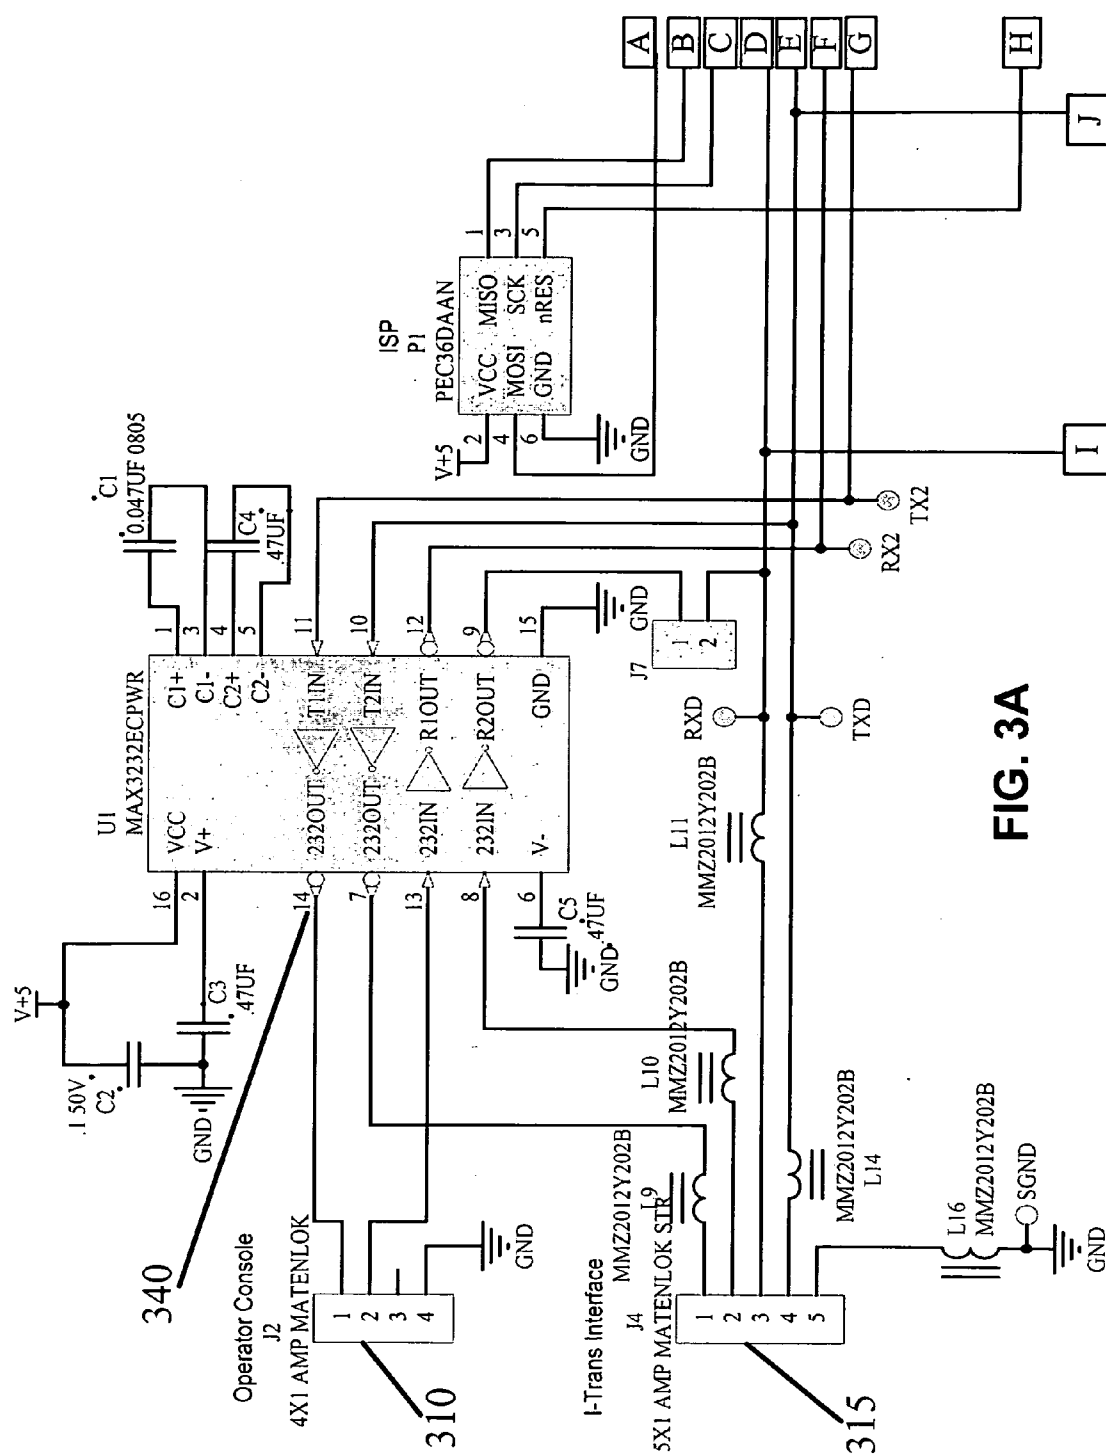 A
B
C
D
E
F
G
H
J
I
ISP
P1
PEC36DAAN
VCC MISO
MOSI SCK
GND nRES
1
3
5
2
4
6
V+5
GND
C1
0.047UF 0805
C4
.47UF
1
3
4
5
11
10
12
9
15
GND
U1
MAX3232ECPWR
VCC
V+
C1+
C1-
C2+
C2-
232OUT T1IN
232OUT T2IN
232IN R1OUT
232IN R2OUT
V- GND
16
2
14
7
13
8
6
C5
.47UF
GND
V+5
C3
.47UF
.1 50V
C2
GND
340
Operator Console
J2
4X1 AMP MATENLOK
1
2
3
4
GND
310
I-Trans Interface
J4
5X1 AMP MATENLOK STR
1
2
3
4
5
315
L9
MMZ2012Y202B
L10
MMZ2012Y202B
L11
MMZ2012Y202B
MMZ2012Y202B
L14
L16
MMZ2012Y202B
SGND
GND
J7
1
2
RXD
TXD
RX2
TX2
FIG. 3A